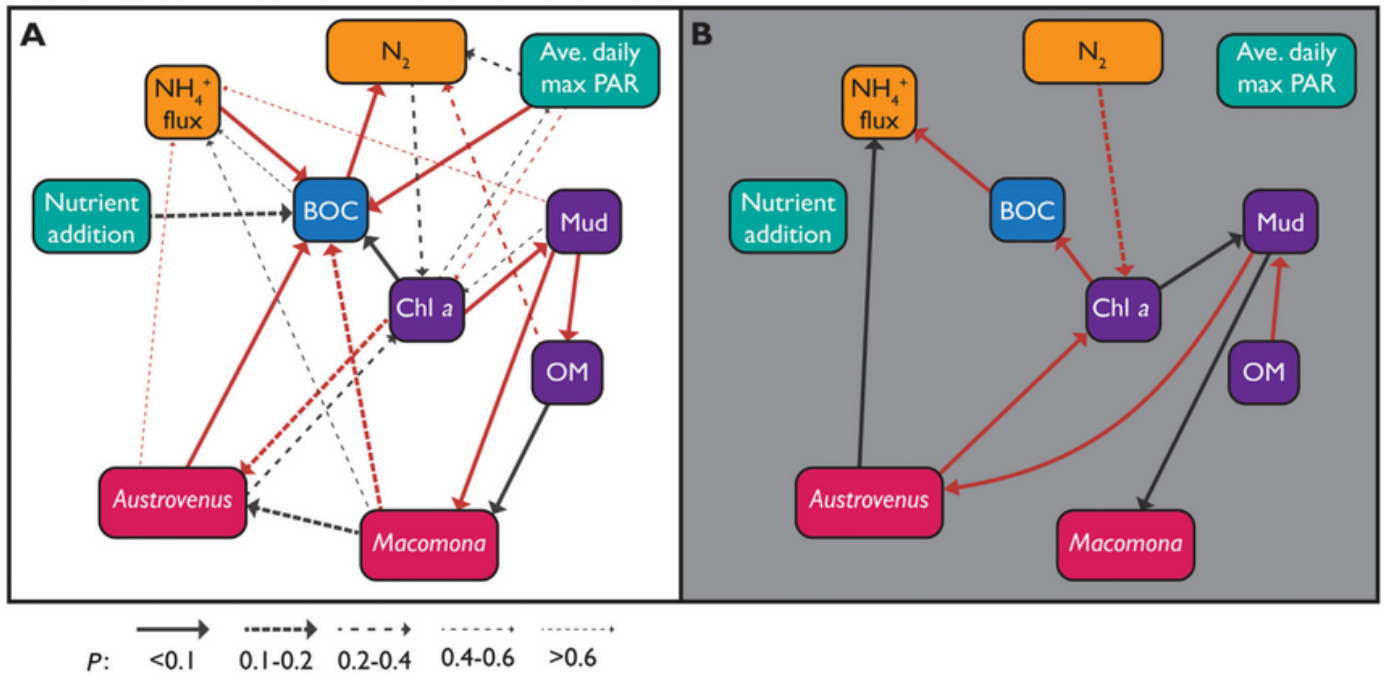 A
N₂
Ave. daily
max PAR
NH₄⁺
flux
Nutrient
addition
BOC
Mud
Chl a
OM
Austrovenus
Macomona
B
N₂
Ave. daily
max PAR
NH₄⁺
flux
Nutrient
addition
BOC
Mud
Chl a
OM
Austrovenus
Macomona
P: <0.1 0.1-0.2 0.2-0.4 0.4-0.6 >0.6